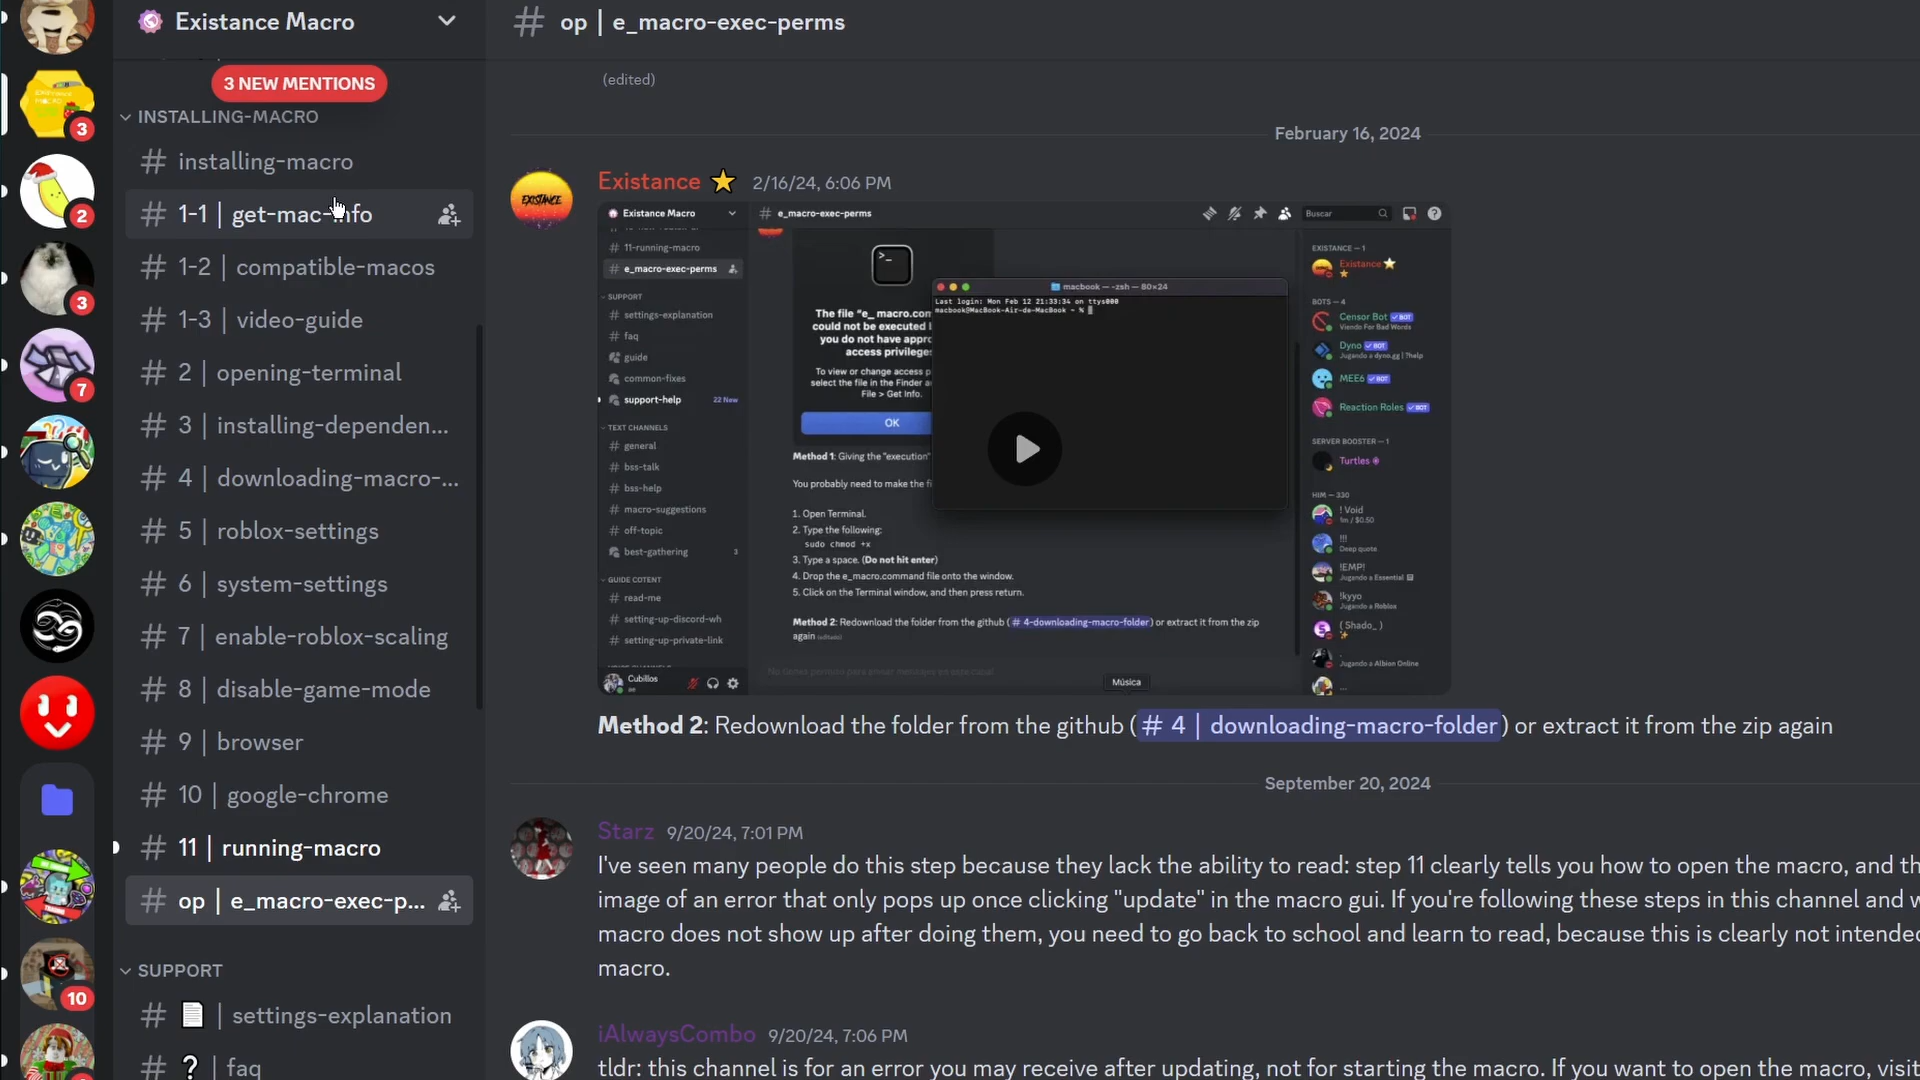 Existance Macro
3 NEW MENTIONS
INSTALLING-MACRO
installing-macro
1-1 | get-mac-info
1-2 | compatible-macos
1-3 | video-guide
2 | opening-terminal
3 | installing-dependen...
4 | downloading-macro-...
5 | roblox-settings
6 | system-settings
7 | enable-roblox-scaling
8 | disable-game-mode
9 | browser
10 | google-chrome
11 | running-macro
op | e_macro-exec-p...
SUPPORT
settings-explanation
? | faq
3
2
3
7
10
# op | e_macro-exec-perms
(edited)
February 16, 2024
Existance 2/16/24, 6:06 PM
EXISTANCE
Existance Macro
# e_macro-exec-perms
Buscar
11-running-macro
e_macro-exec-perms
SUPPORT
settings-explanation
faq
guide
common-fixes
support-help 22 New
TEXT CHANNELS
general
bss-talk
bss-help
macro-suggestions
off-topic
best-gathering 3
GUIDE COTENT
read-me
setting-up-discord-wh
setting-up-private-link
Cubillos
The file "e_macro.com
could not be executed
you do not have appro
access privileges
To view or change access p
select the file in the Finder a
File > Get Info.
OK
macbook — -zsh — 80×24
Last login: Mon Feb 12 21:33:34 on ttys000
macbook@MacBook-Air-de-MacBook ~ %
Method 1: Giving the "execution"
You probably need to make the fi
1. Open Terminal.
2. Type the following:
sudo chmod +x
3. Type a space. (Do not hit enter)
4. Drop the e_macro.command file onto the window.
5. Click on the Terminal window, and then press return.
Method 2: Redownload the folder from the github ( # 4-downloading-macro-folder ) or extract it from the zip
again (editado)
Música
EXISTANCE — 1
Existance
BOTS — 4
Censor Bot BOT
Viendo For Bad Words
Dyno BOT
Jugando a dyno.gg | ?help
MEE6 BOT
Reaction Roles BOT
SERVER BOOSTER — 1
Turtles
HIM — 330
! Void
1m / $0.50
!!!
Deep quote
!EMP!
Jugando a Essential
!kyyo
Jugando a Roblox
( Shado_ )
Jugando a Albion Online
Method 2: Redownload the folder from the github ( # 4 | downloading-macro-folder ) or extract it from the zip again
September 20, 2024
Starz 9/20/24, 7:01 PM
I've seen many people do this step because they lack the ability to read: step 11 clearly tells you how to open the macro, and th
image of an error that only pops up once clicking "update" in the macro gui. If you're following these steps in this channel and w
macro does not show up after doing them, you need to go back to school and learn to read, because this is clearly not intended
macro.
iAlwaysCombo 9/20/24, 7:06 PM
tldr: this channel is for an error you may receive after updating, not for starting the macro. If you want to open the macro, visit